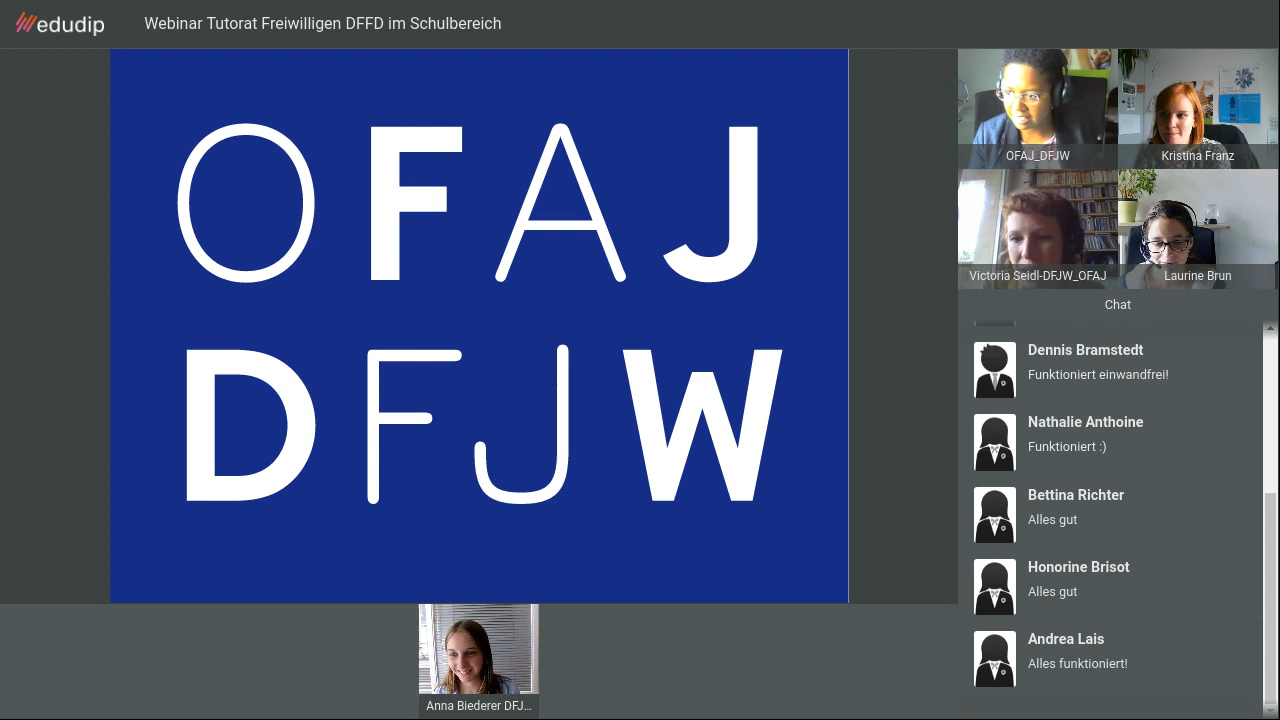 edudip
Webinar Tutorat Freiwilligen DFFD im Schulbereich
OFAJ
DFJW
OFAJ_DFJW
Kristina Franz
Victoria Seidl-DFJW_OFAJ
Laurine Brun
Chat
Dennis Bramstedt
Funktioniert einwandfrei!
Nathalie Anthoine
Funktioniert :)
Bettina Richter
Alles gut
Honorine Brisot
Alles gut
Andrea Lais
Alles funktioniert!
Anna Biederer DFJ...